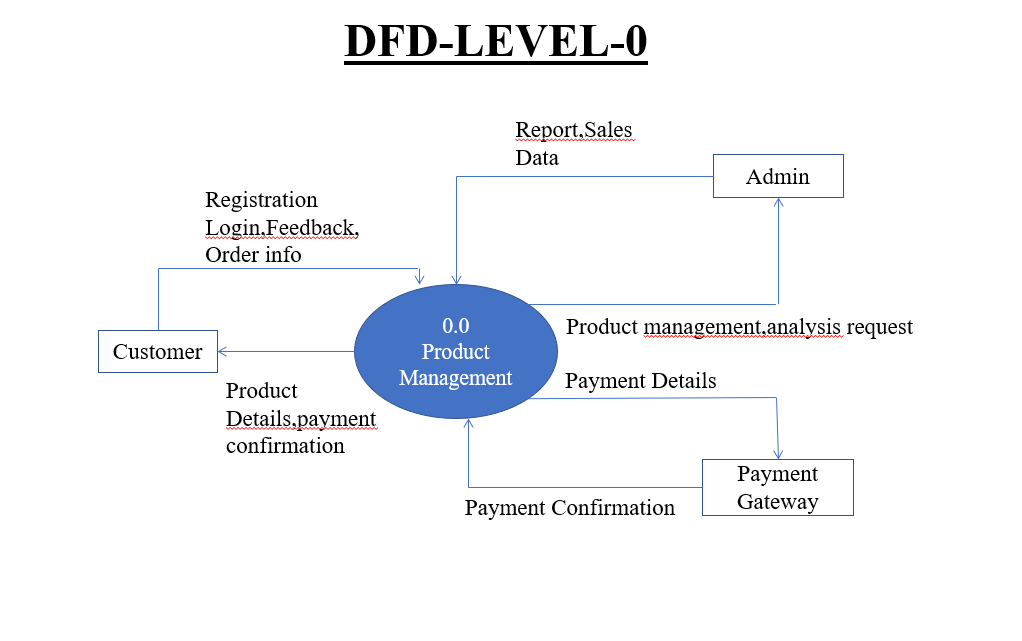 DFD-LEVEL-0
Report,Sales
Data
Admin
Registration
Login,Feedback,
Order info
0.0
Product
Management
Product management,analysis request
Customer
Payment Details
Product
Details,payment
confirmation
Payment
Gateway
Payment Confirmation